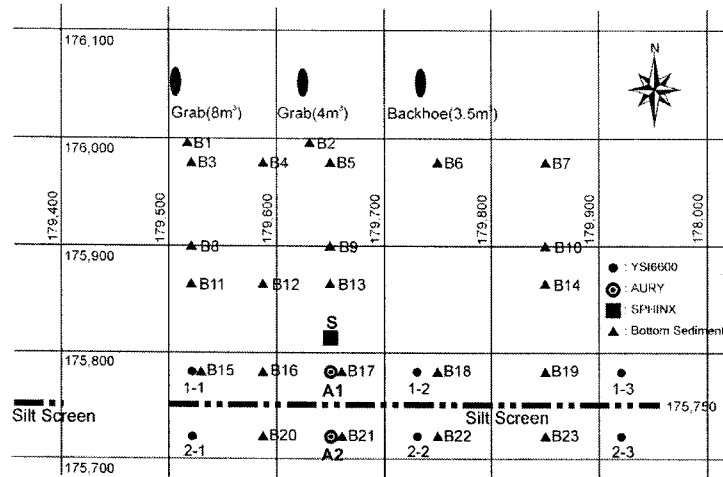 176,100
N
Grab(8m³)
Grab(4m³)
Backhoe(3.5m³)
176,000
B1
B2
B3
B4
B5
B6
B7
179,400
179,500
179,600
179,700
179,800
179,900
178,000
175,900
B8
B9
B10
B11
B12
B13
B14
: YSI6600
: AURY
: SPHINX
: Bottom Sediment
S
175,800
B15
B16
B17
B18
B19
1-1
A1
1-2
1-3
175,750
Silt Screen
Silt Screen
B20
B21
B22
B23
2-1
A2
2-2
2-3
175,700